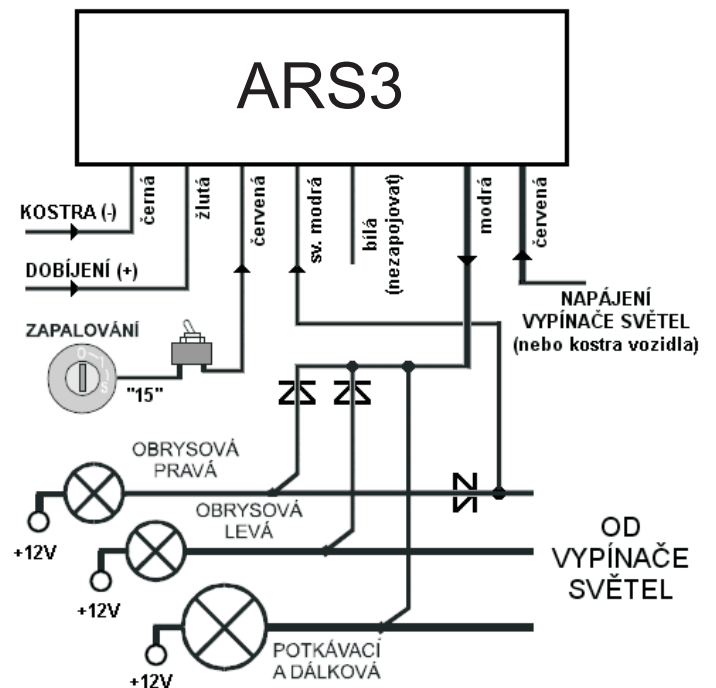 ARS3
černá
žlutá
červená
sv. modrá
bílá
(nezapojovat)
modrá
červená
KOSTRA (-)
DOBÍJENÍ (+)
ZAPALOVÁNÍ
"15"
NAPÁJENÍ
VYPÍNAČE SVĚTEL
(nebo kostra vozidla)
OBRYSOVÁ
PRAVÁ
+12V
OBRYSOVÁ
LEVÁ
+12V
OD
VYPÍNAČE
SVĚTEL
POTKÁVACÍ
A DÁLKOVÁ
+12V